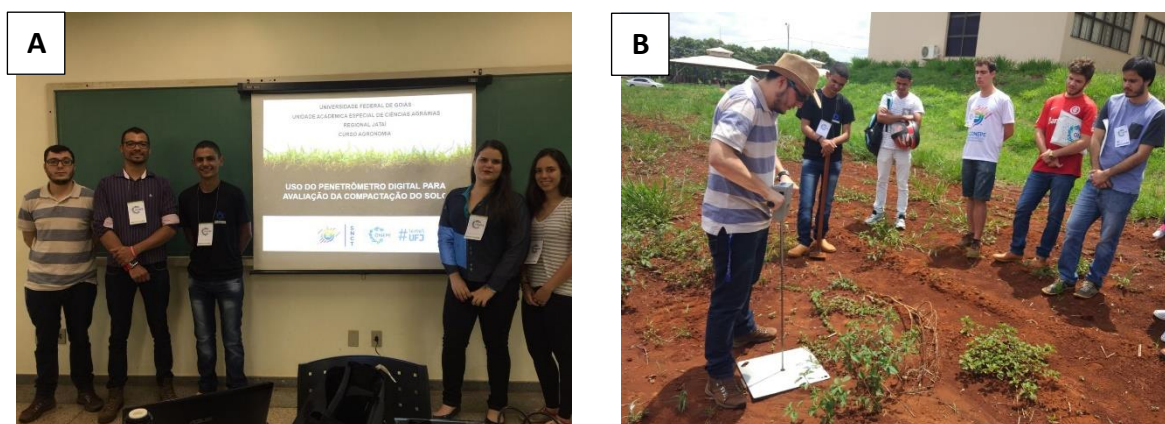 A
UNIVERSIDADE FEDERAL DE GOIÁS
UNIDADE ACADÊMICA ESPECIAL DE CIÊNCIAS AGRÁRIAS
REGIONAL JATAÍ
CURSO AGRONOMIA
USO DO PENETRÔMETRO DIGITAL PARA
AVALIAÇÃO DA COMPACTAÇÃO DO SOLO
SNCT
CONEPE
#
UFJ
B